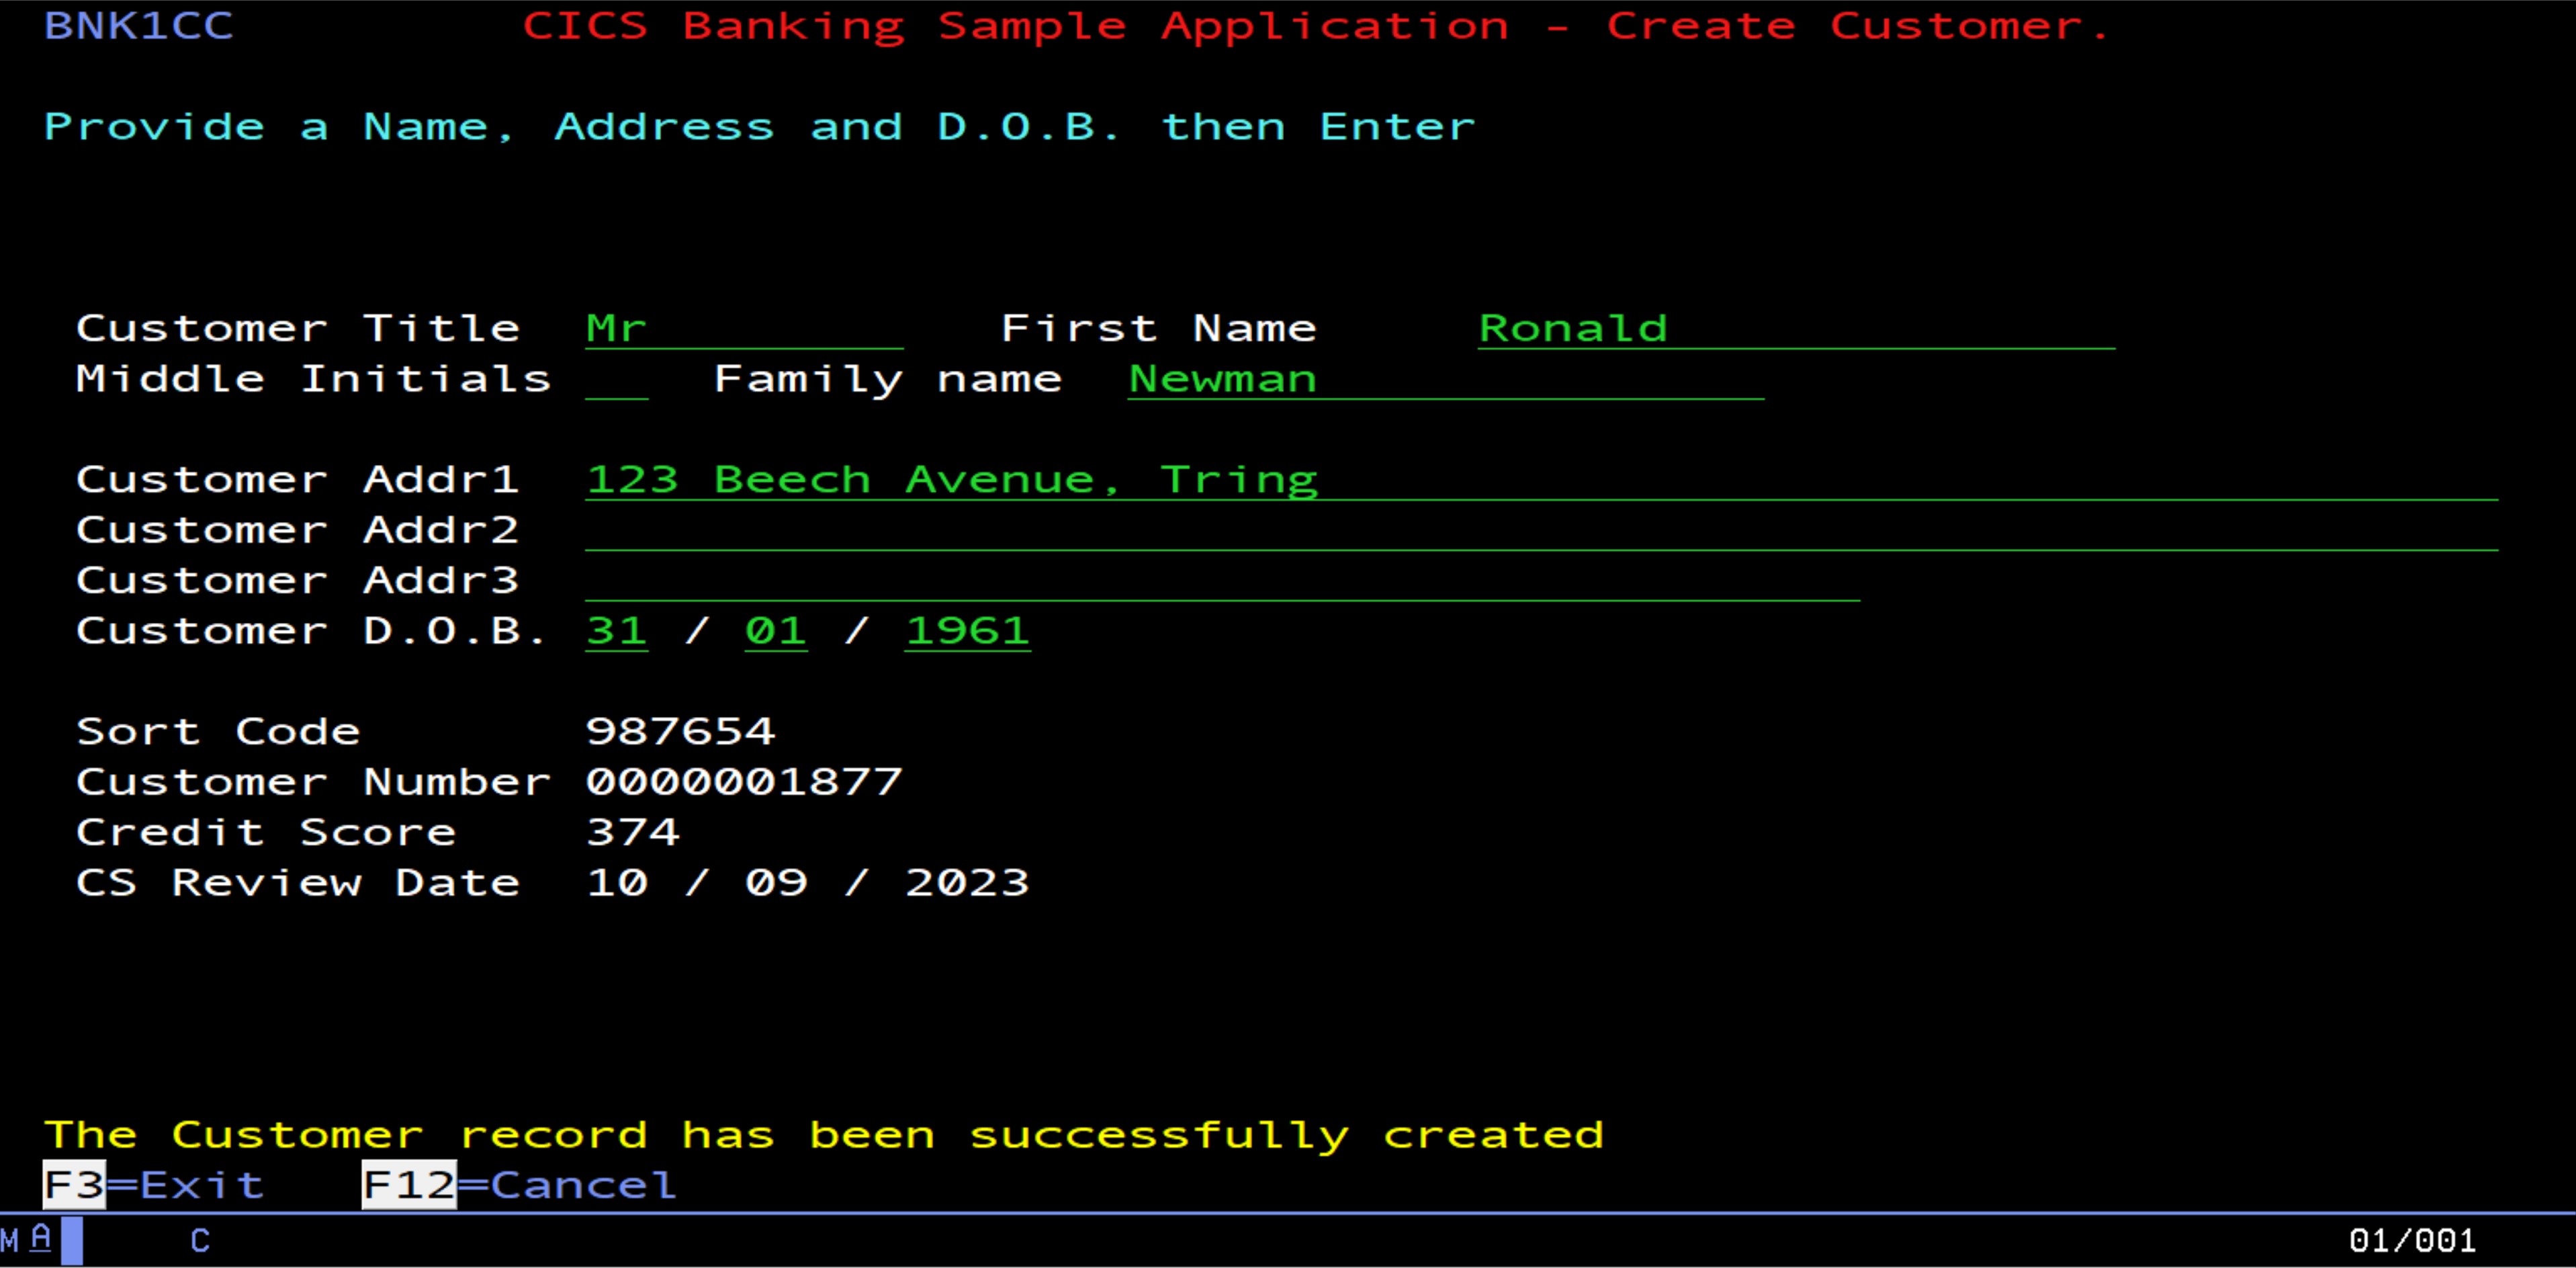 BNK1CC CICS Banking Sample Application - Create Customer.
Provide a Name, Address and D.O.B. then Enter
Customer Title Mr First Name Ronald
Middle Initials Family name Newman
Customer Addr1 123 Beech Avenue, Tring
Customer Addr2
Customer Addr3
Customer D.O.B. 31 / 01 / 1961
Sort Code 987654
Customer Number 0000001877
Credit Score 374
CS Review Date 10 / 09 / 2023
The Customer record has been successfully created
F3=Exit F12=Cancel
M A C 01/001